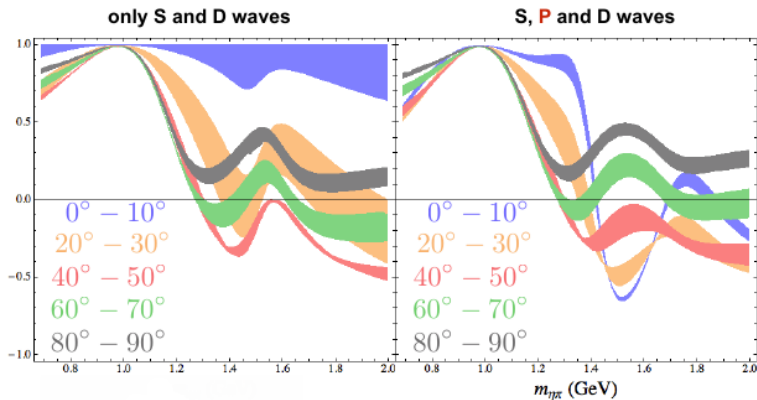 only S and D waves
S, P and D waves
1.0
0.5
0.0
−0.5
−1.0
0° − 10°
20° − 30°
40° − 50°
60° − 70°
80° − 90°
0.8 1.0 1.2 1.4 1.6 1.8 2.0
0° − 10°
20° − 30°
40° − 50°
60° − 70°
80° − 90°
0.8 1.0 1.2 1.4 1.6 1.8 2.0
m_ηπ (GeV)